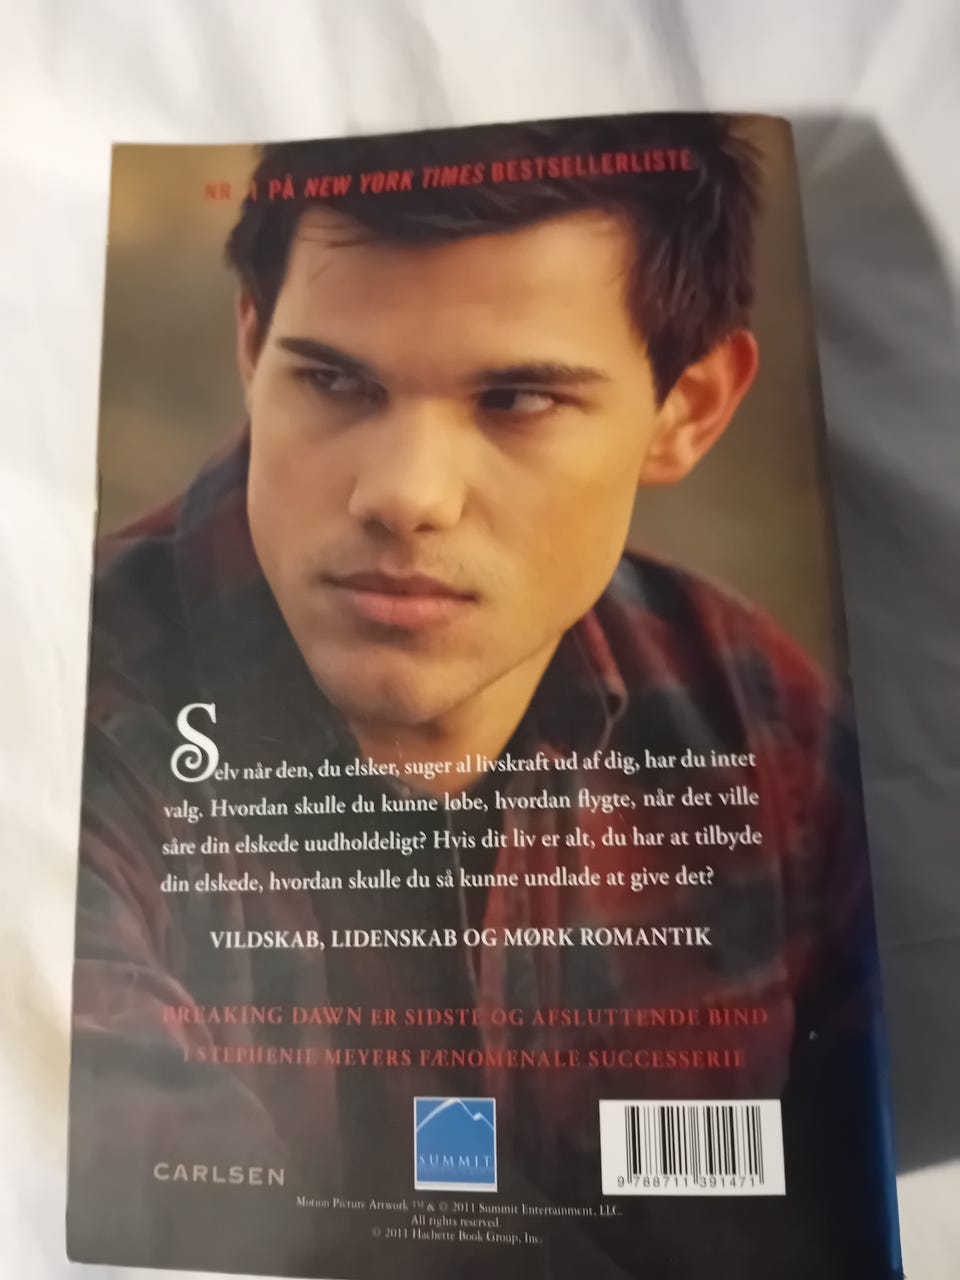 NR. 1 PÅ NEW YORK TIMES BESTSELLERLISTE
Selv når den, du elsker, suger al livskraft ud af dig, har du intet
valg. Hvordan skulle du kunne løbe, hvordan flygte, når det ville
såre din elskede uudholdeligt? Hvis dit liv er alt, du har at tilbyde
din elskede, hvordan skulle du så kunne undlade at give det?
VILDSKAB, LIDENSKAB OG MØRK ROMANTIK
BREAKING DAWN ER SIDSTE OG AFSLUTTENDE BIND
I STEPHENIE MEYERS FÆNOMENALE SUCCESSERIE
SUMMIT
CARLSEN
9 788711 391471
Motion Picture Artwork ™ & © 2011 Summit Entertainment, LLC.
All rights reserved.
© 2011 Hachette Book Group, Inc.